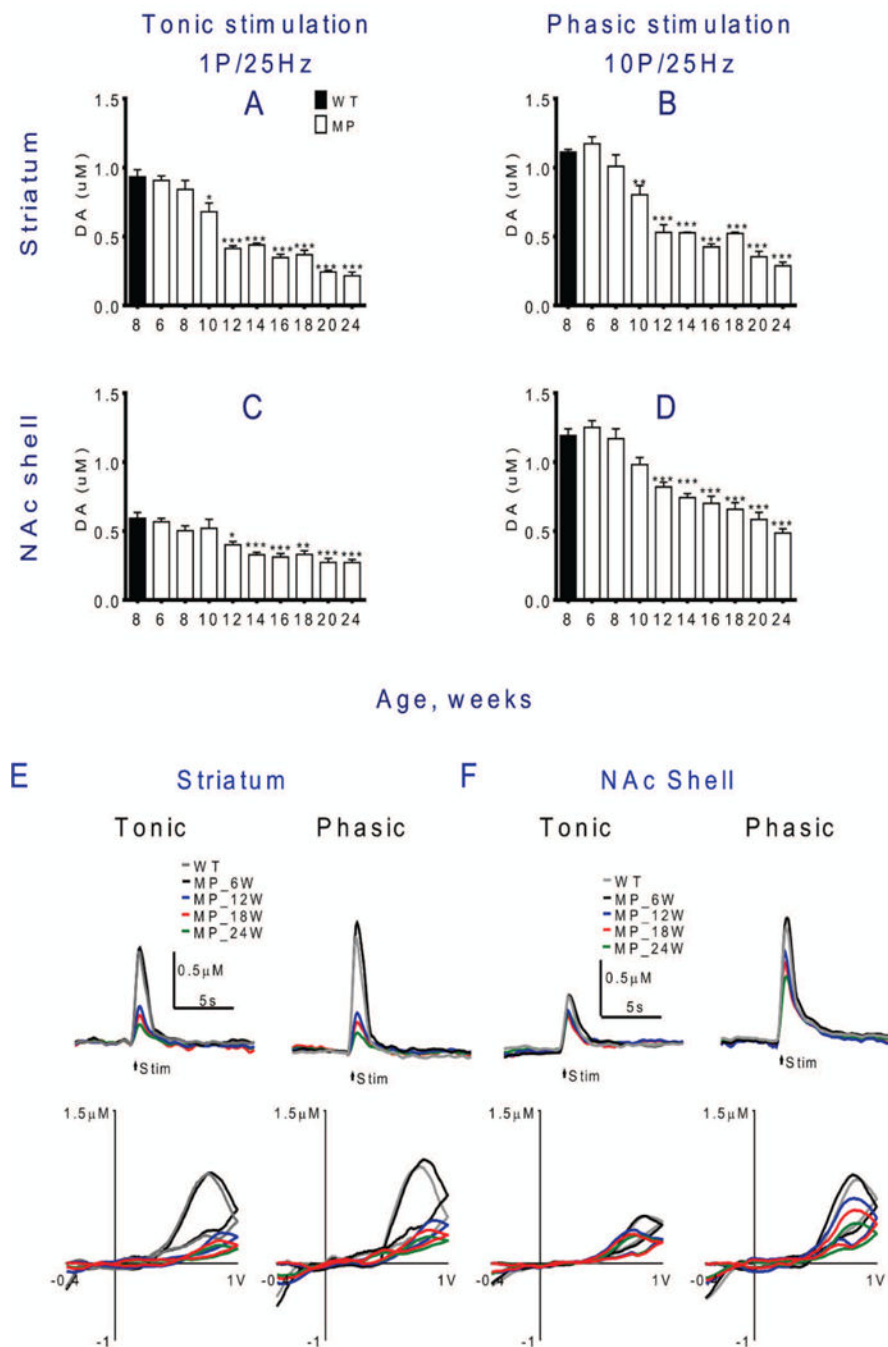 Tonic stimulation Phasic stimulation
1P/25Hz 10P/25Hz
Striatum
A
WT
MP
DA (uM)
1.5
1.0
0.5
0.0
* *** *** *** *** *** ***
8 6 8 10 12 14 16 18 20 24
B
DA (uM)
1.5
1.0
0.5
0.0
** *** *** *** *** *** ***
8 6 8 10 12 14 16 18 20 24
NAc shell
C
DA (uM)
1.5
1.0
0.5
0.0
* *** *** ** *** ***
8 6 8 10 12 14 16 18 20 24
D
DA (uM)
1.5
1.0
0.5
0.0
*** *** *** *** *** ***
8 6 8 10 12 14 16 18 20 24
Age, weeks
E Striatum
Tonic Phasic
WT
MP_6W
MP_12W
MP_18W
MP_24W
0.5μM
5s
Stim
Stim
1.5μM
-0.4
1V
-1
1.5μM
1V
-1
F NAc Shell
Tonic Phasic
WT
MP_6W
MP_12W
MP_18W
MP_24W
0.5μM
5s
Stim
Stim
1.5μM
-0.4
1V
-1
1.5μM
1V
-1